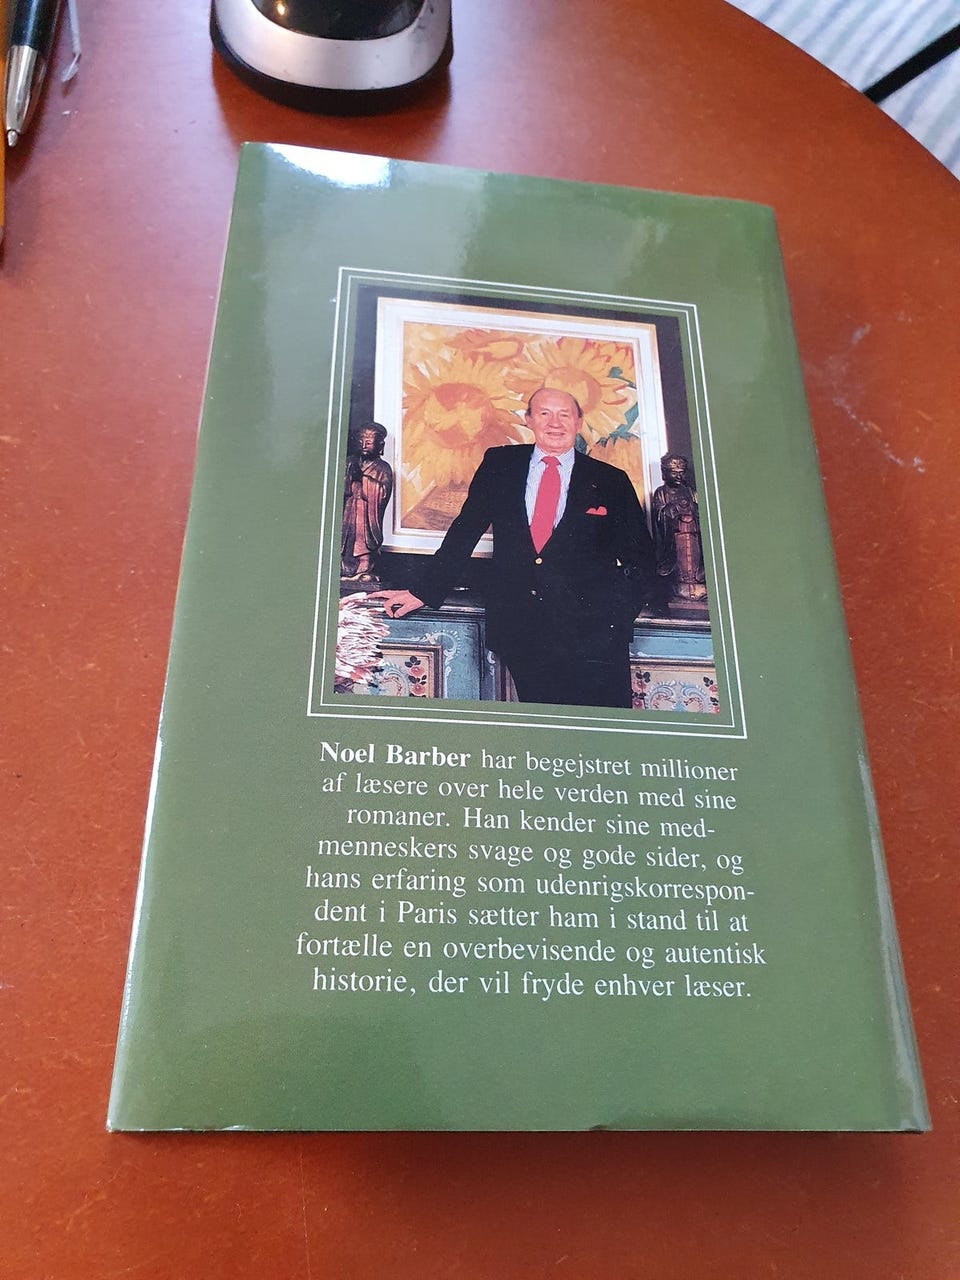 Noel Barber har begejstret millioner
af læsere over hele verden med sine
romaner. Han kender sine med-
menneskers svage og gode sider, og
hans erfaring som udenrigskorrespon-
dent i Paris sætter ham i stand til at
fortælle en overbevisende og autentisk
historie, der vil fryde enhver læser.